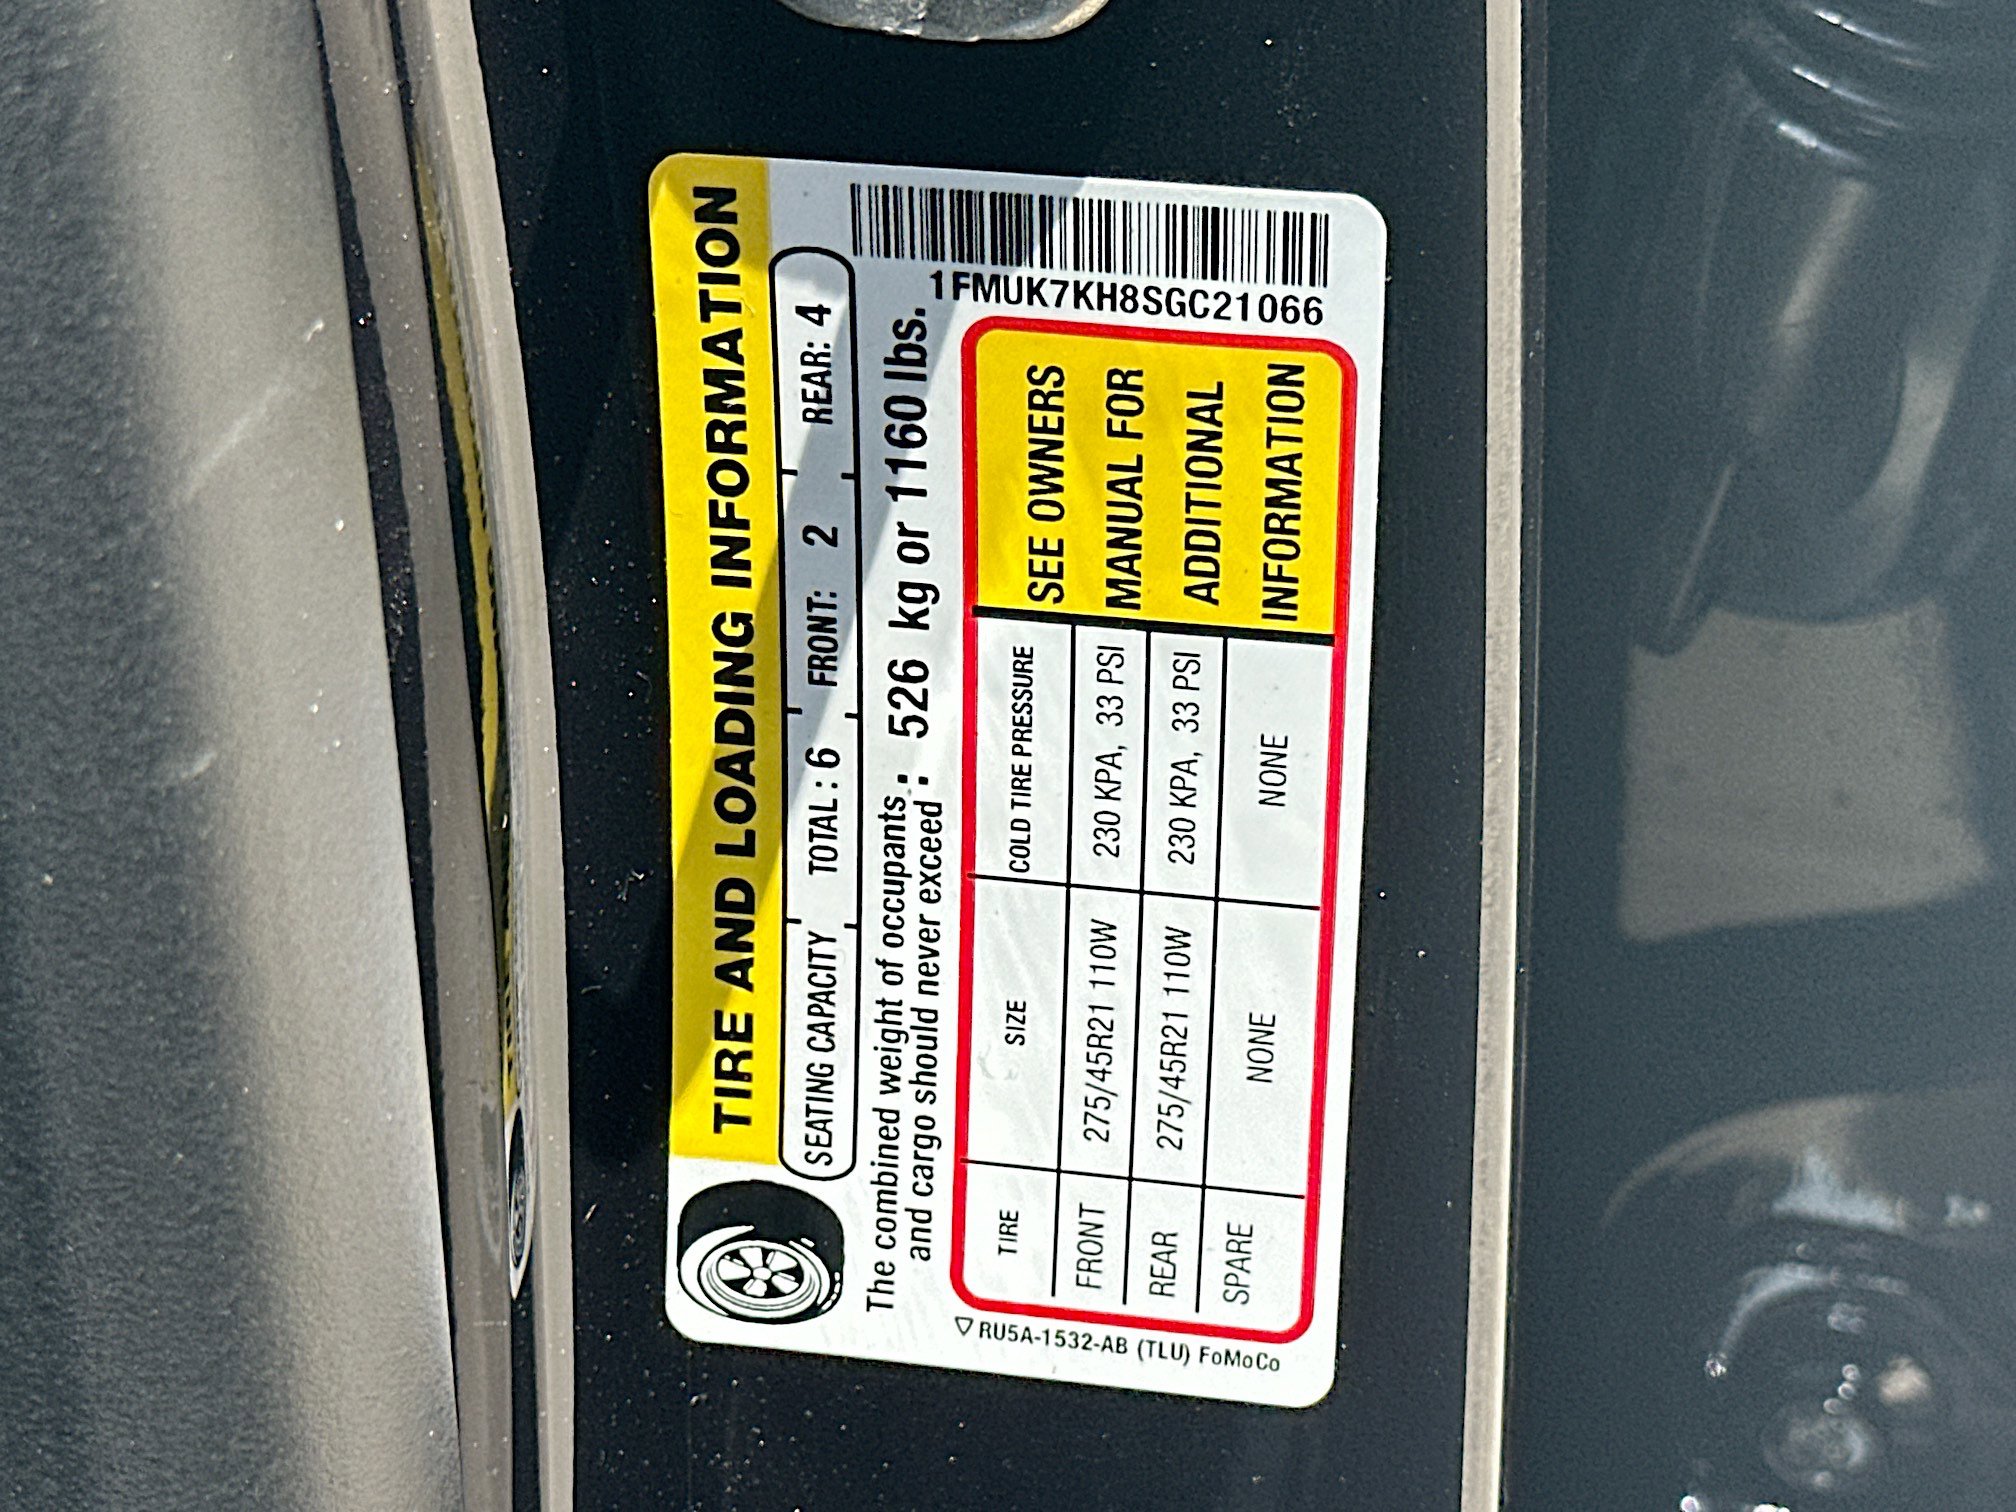 TIRE AND LOADING INFORMATION
SEATING CAPACITY TOTAL : 6 FRONT: 2 REAR: 4
The combined weight of occupants
and cargo should never exceed : 526 kg or 1160 lbs.
TIRE SIZE COLD TIRE PRESSURE
FRONT 275/45R21 110W 230 KPA, 33 PSI
REAR 275/45R21 110W 230 KPA, 33 PSI
SPARE NONE NONE
SEE OWNERS
MANUAL FOR
ADDITIONAL
INFORMATION
1FMUK7KH8SGC21066
RU5A-1532-AB (TLU) FoMoCo